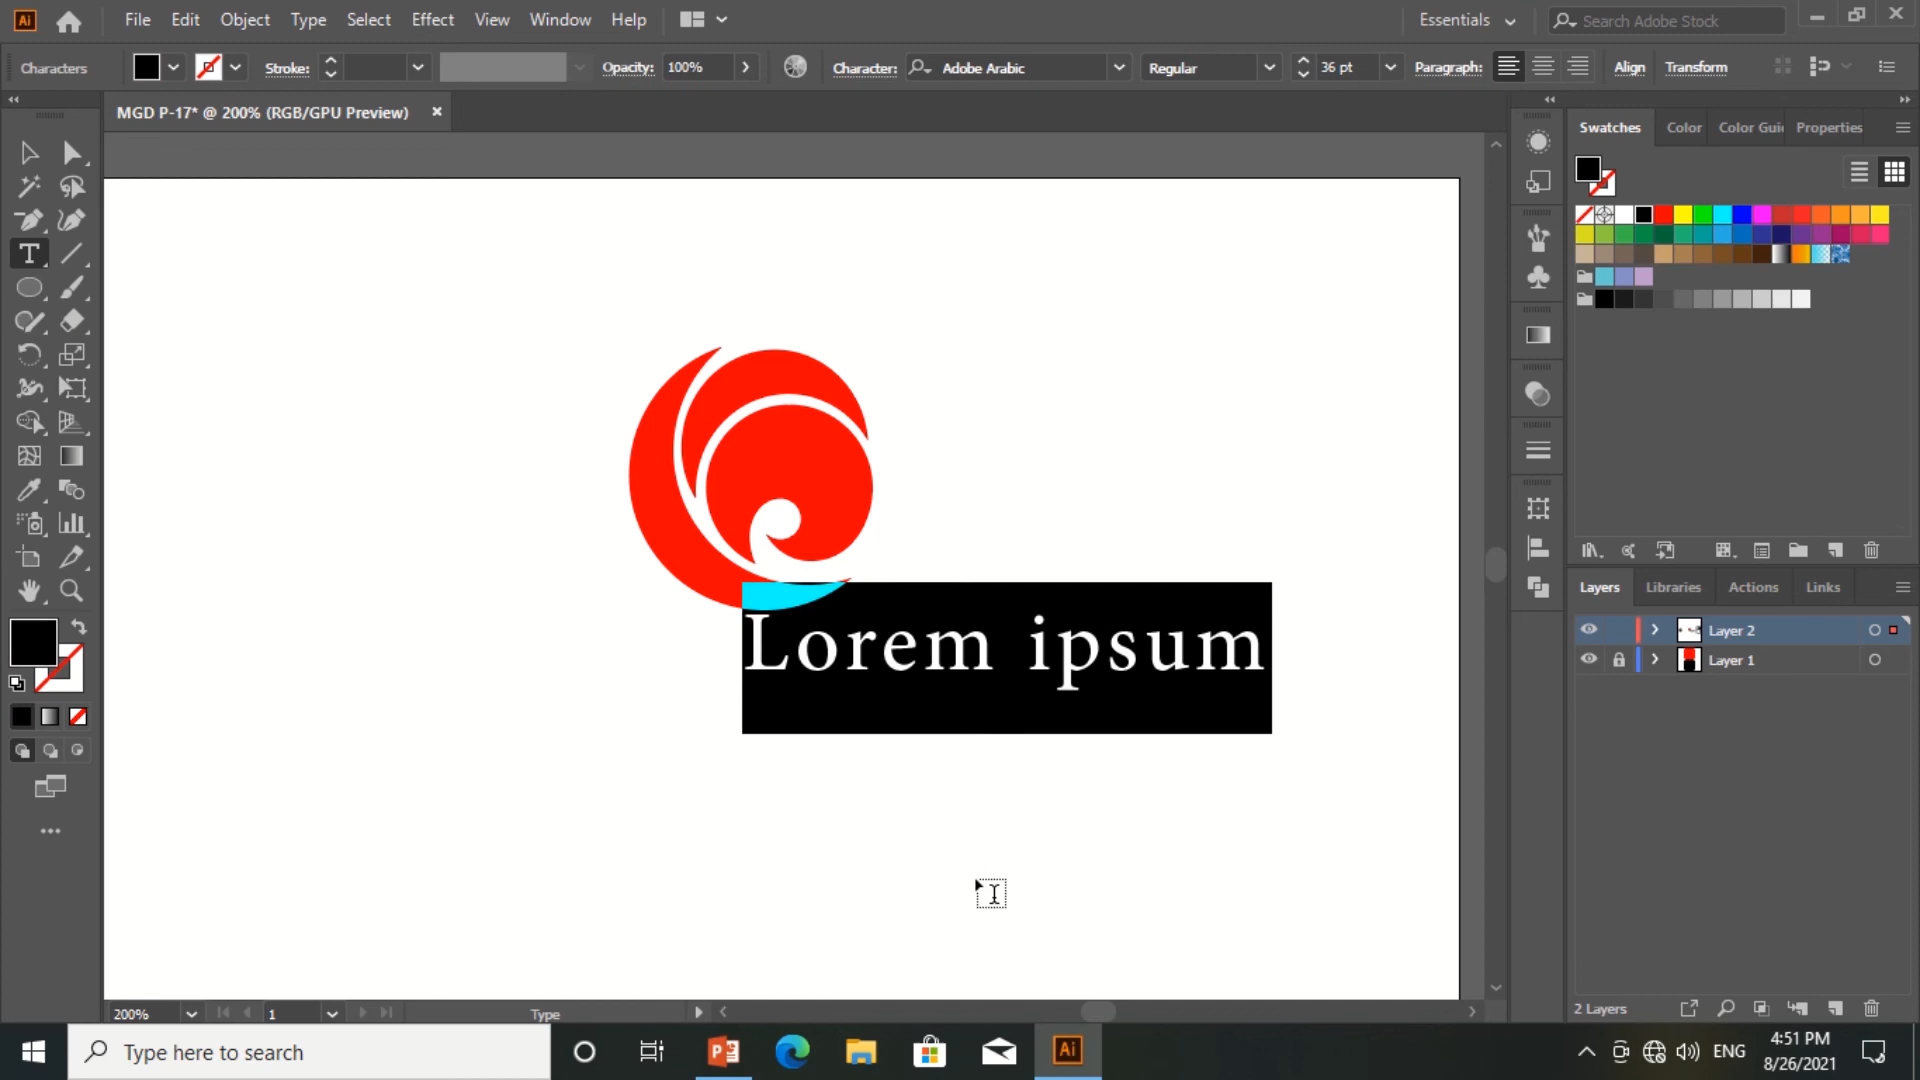 Ai File Edit Object Type Select Effect View Window Help Essentials Search Adobe Stock
Characters Stroke: Opacity: 100% Character: Adobe Arabic Regular 36 pt Paragraph: Align Transform
MGD P-17* @ 200% (RGB/GPU Preview)
Swatches Color Color Gui Properties
Lorem ipsum
Layers Libraries Actions Links
Layer 2
Layer 1
2 Layers
200% 1 Type
Type here to search
Ai
ENG
4:51 PM
8/26/2021